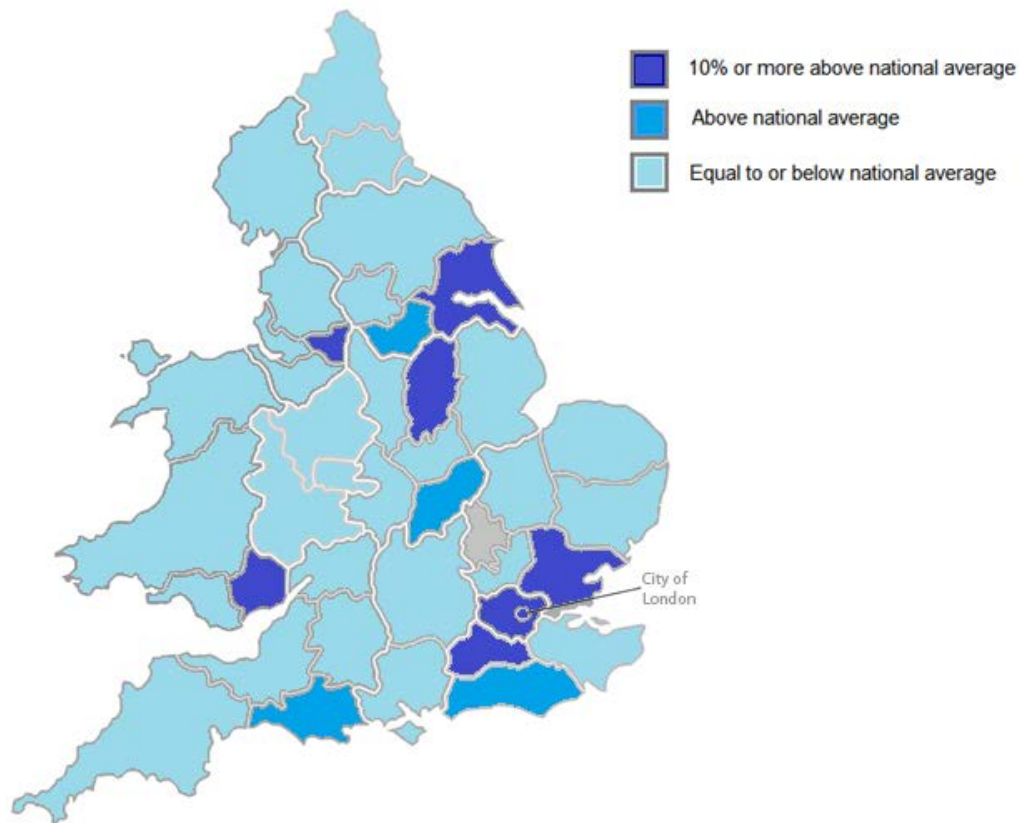 10% or more above national average
Above national average
Equal to or below national average
City of
London